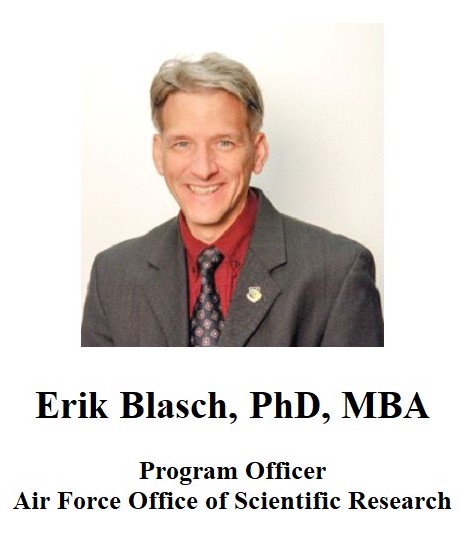 Erik Blasch, PhD, MBA
Program Officer
Air Force Office of Scientific Research